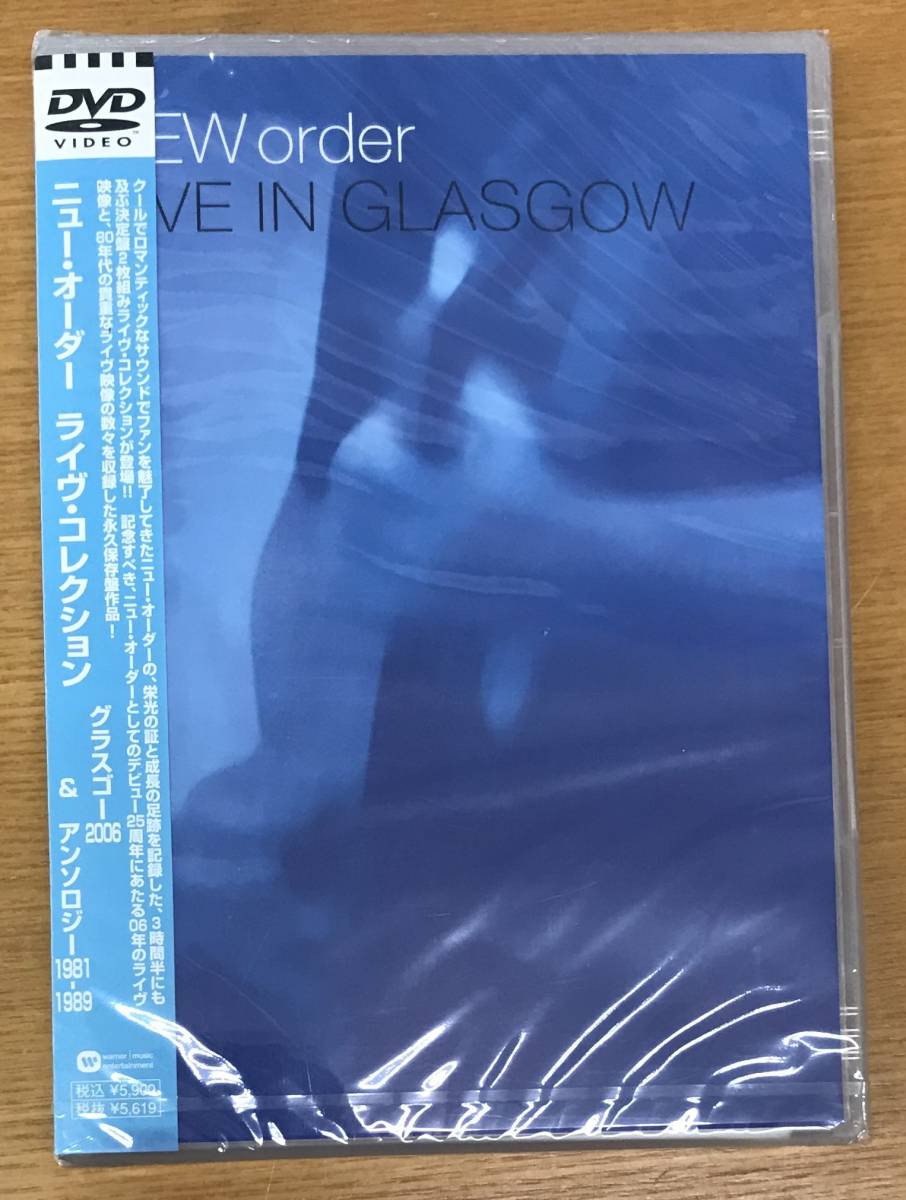 DVD
VIDEO
EW order
VE IN GLASGOW
クールでロマンティックなサウンドでファンを魅了してきたニュー・オーダーの、栄光の証と成長の足跡を記録した、3時間半にも
及ぶ決定盤2枚組みライヴ・コレクションが登場!! 記念すべき、ニュー・オーダーとしてのデビュー25周年にあたる06年のライヴ
映像と、80年代の貴重なライヴ映像の数々を収録した永久保存盤作品!
ニュー・オーダー ライヴ・コレクション
グラスゴー2006
& アンソロジー1981-1989
warner music
entertainment
税込 ¥5,900
税抜 ¥5,619